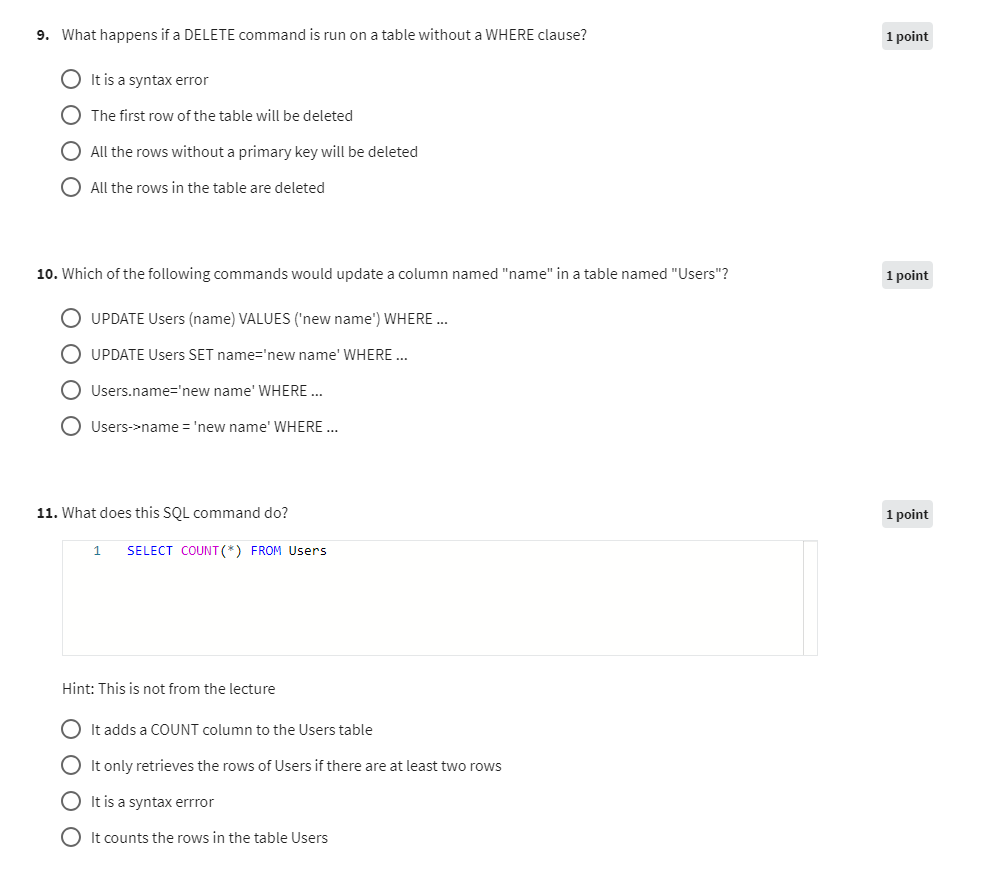 9. What happens if a DELETE command is run on a table without a WHERE clause?
1 point
It is a syntax error
The first row of the table will be deleted
All the rows without a primary key will be deleted
All the rows in the table are deleted
10. Which of the following commands would update a column named "name" in a table named "Users"?
1 point
UPDATE Users (name) VALUES ('new name') WHERE ...
UPDATE Users SET name='new name' WHERE ...
Users.name='new name' WHERE ...
Users->name = 'new name' WHERE ...
11. What does this SQL command do?
1 point
1 SELECT COUNT(*) FROM Users
Hint: This is not from the lecture
It adds a COUNT column to the Users table
It only retrieves the rows of Users if there are at least two rows
It is a syntax errror
It counts the rows in the table Users